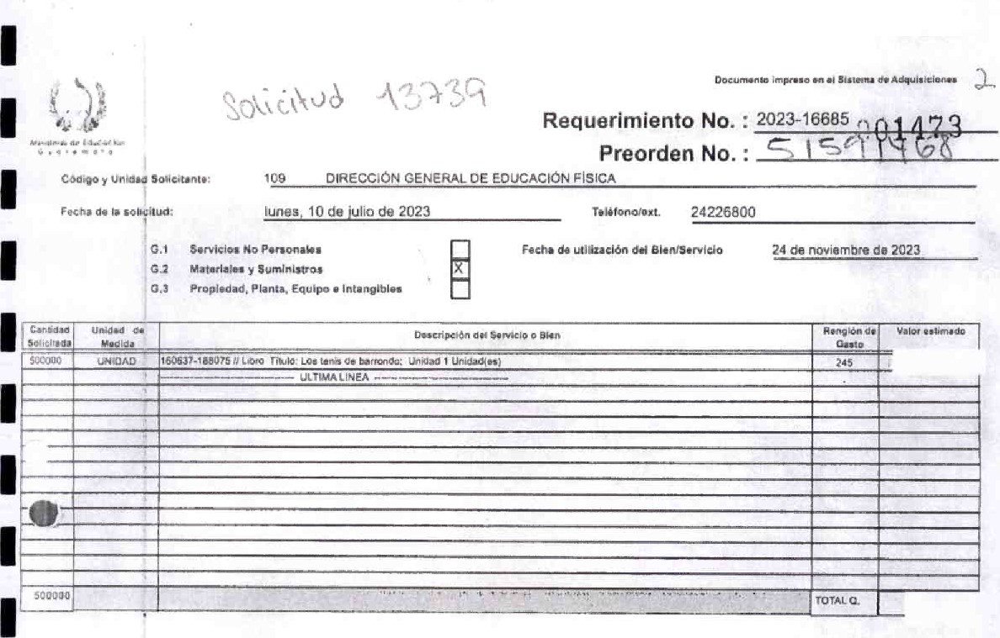 Documento impreso en el Sistema de Adquisiciones 2
Solicitud 13739
Requerimiento No. : 2023-16685 001473
Ministerio de Educación
Guatemala
Preorden No. :
Código y Unidad Solicitante: 109 DIRECCIÓN GENERAL DE EDUCACIÓN FÍSICA
Fecha de la solicitud: lunes, 10 de julio de 2023 Teléfono/ext. 24226800
G.1 Servicios No Personales Fecha de utilización del Bien/Servicio 24 de noviembre de 2023
G.2 Materiales y Suministros X
G.3 Propiedad, Planta, Equipo e Intangibles
Cantidad Solicitada Unidad de Medida Descripción del Servicio o Bien Renglón de Gasto Valor estimado
500000 UNIDAD 160637-188075 // Libro Título: Los tenis de barrondo; Unidad 1 Unidad(es) 245
ULTIMA LINEA
500000 TOTAL Q.